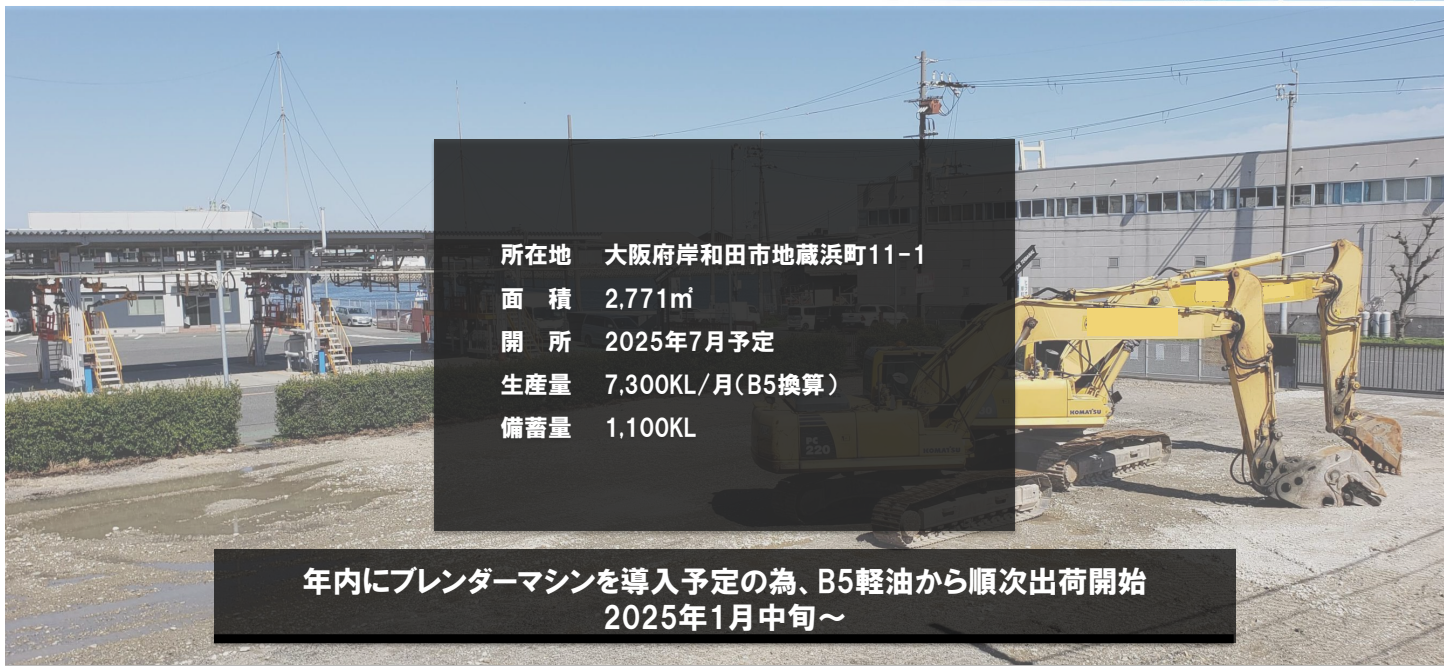 所在地 大阪府岸和田市地蔵浜町11-1
面 積 2,771㎡
開 所 2025年7月予定
生産量 7,300KL/月(B5換算)
備蓄量 1,100KL
KOMATSU
PC
220
KOMATSU
年内にブレンダーマシンを導入予定の為、B5軽油から順次出荷開始
2025年1月中旬～